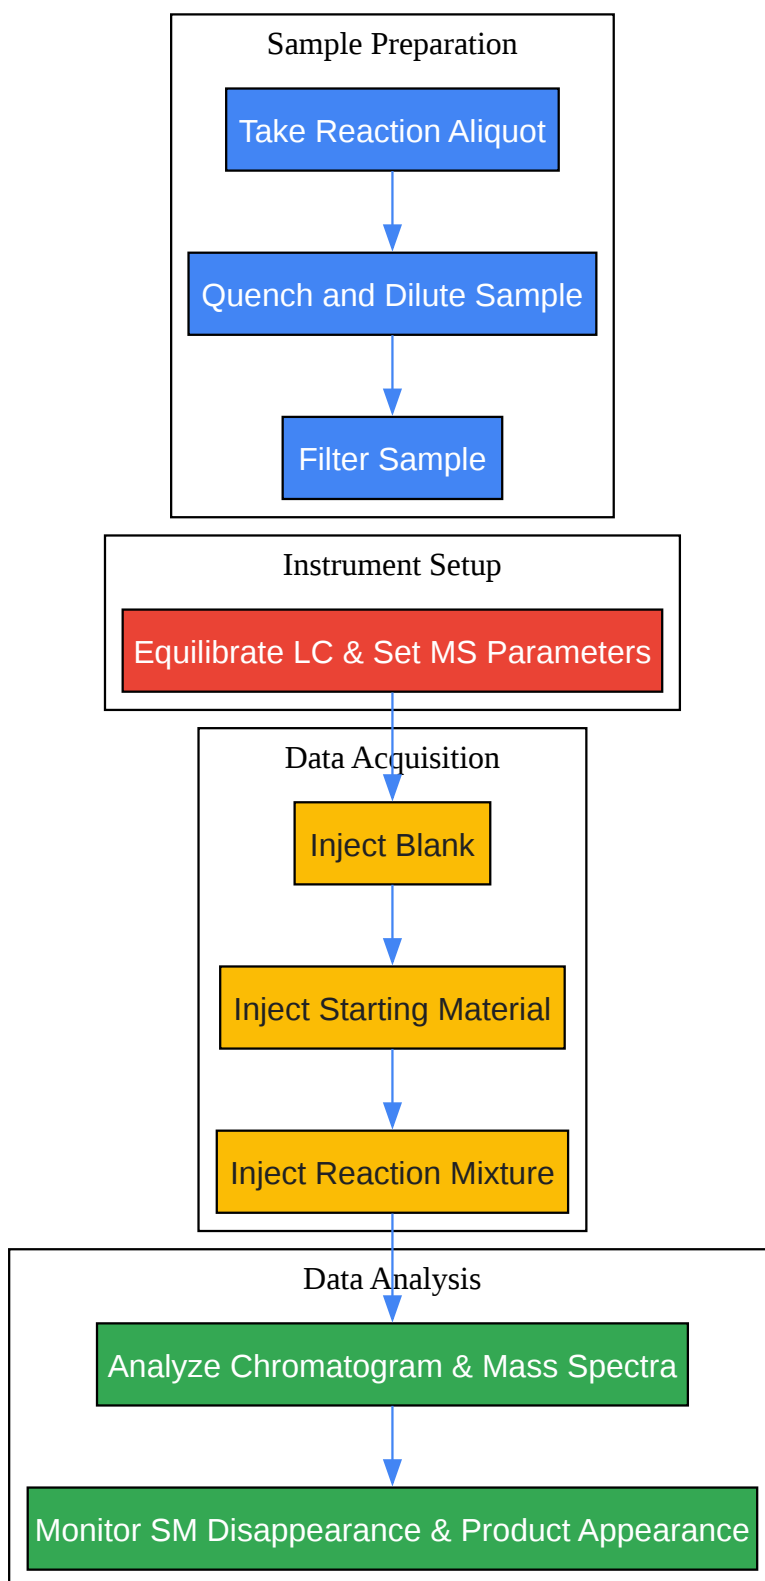 Sample Preparation
Take Reaction Aliquot
Quench and Dilute Sample
Filter Sample
Instrument Setup
Equilibrate LC & Set MS Parameters
Data Acquisition
Inject Blank
Inject Starting Material
Inject Reaction Mixture
Data Analysis
Analyze Chromatogram & Mass Spectra
Monitor SM Disappearance & Product Appearance